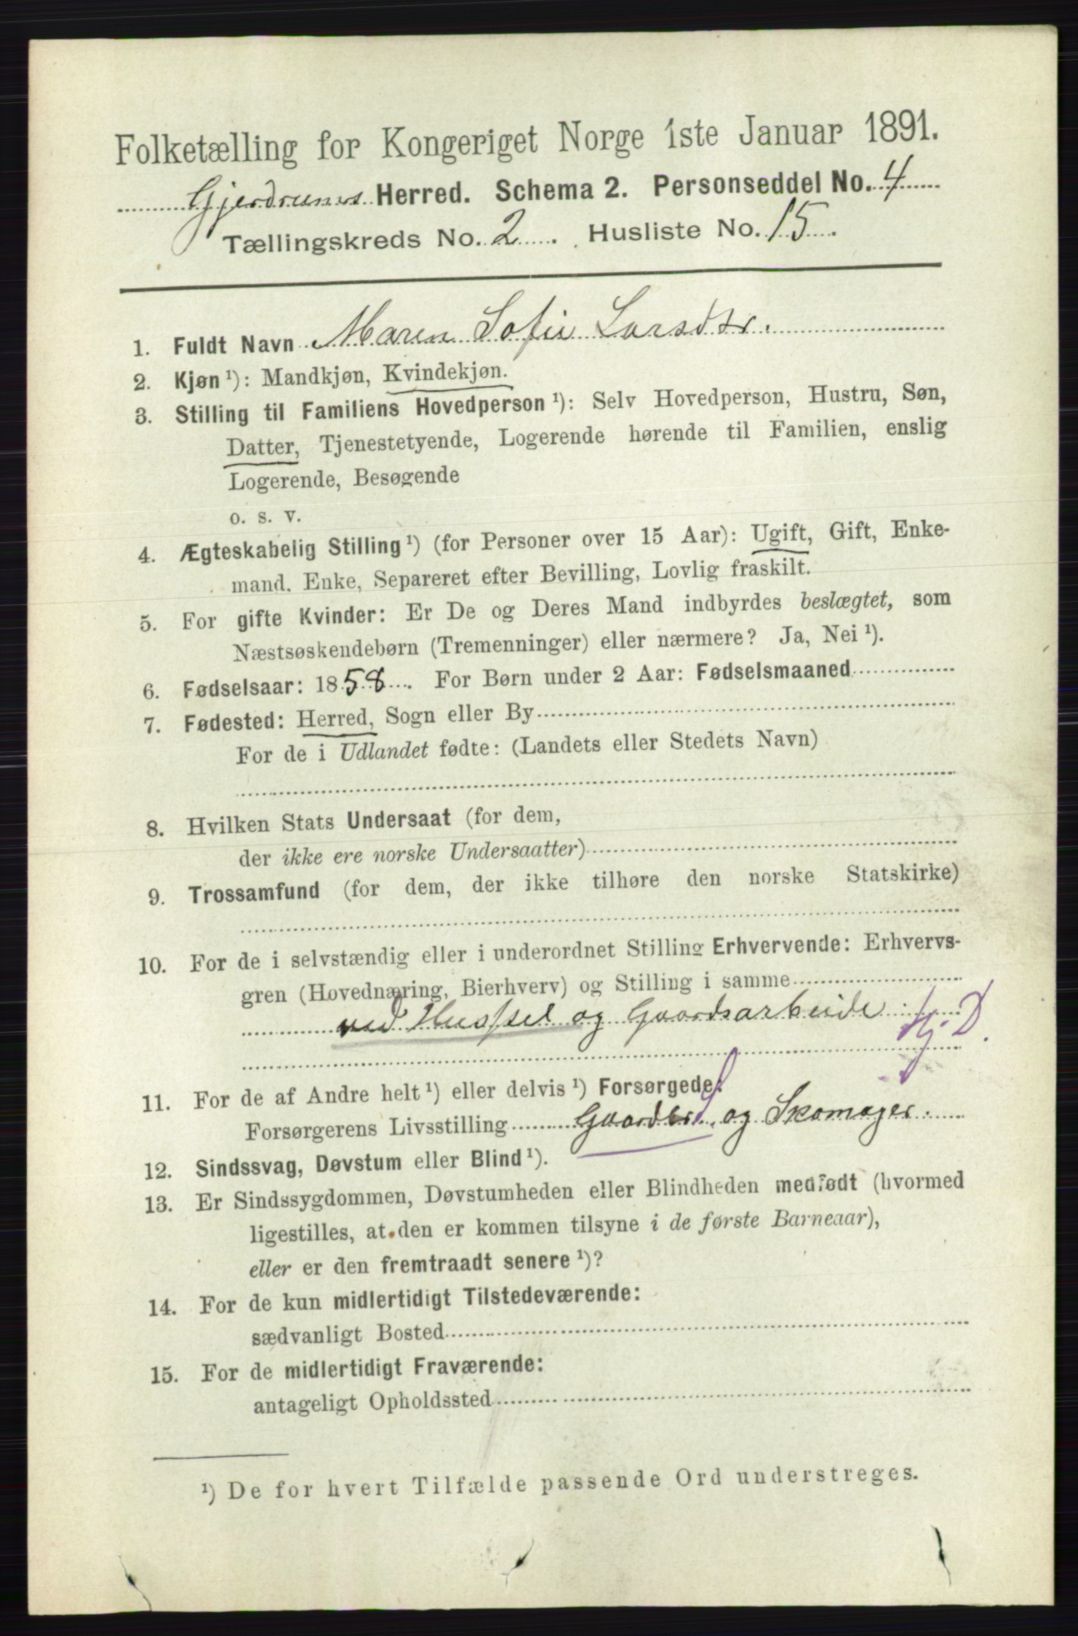 Folketælling for Kongeriget Norge 1ste Januar 1891.
Gjerdrums Herred. Schema 2. Personseddel No. 4
Tællingskreds No. 2. Husliste No. 15.
1. Fuldt Navn Maren Sofie Larsdtr.
2. Kjøn ¹): Mandkjøn, Kvindekjøn.
3. Stilling til Familiens Hovedperson ¹): Selv Hovedperson, Hustru, Søn,
Datter, Tjenestetyende, Logerende hørende til Familien, enslig
Logerende, Besøgende
o. s. v.
4. Ægteskabelig Stilling ¹) (for Personer over 15 Aar): Ugift, Gift, Enke-
mand, Enke, Separeret efter Bevilling, Lovlig fraskilt.
5. For gifte Kvinder: Er De og Deres Mand indbyrdes beslægtet, som
Næstsøskendebørn (Tremenninger) eller nærmere? Ja, Nei ¹).
6. Fødselsaar: 1858. For Børn under 2 Aar: Fødselsmaaned
7. Fødested: Herred, Sogn eller By
For de i Udlandet fødte: (Landets eller Stedets Navn)
8. Hvilken Stats Undersaat (for dem,
der ikke ere norske Undersaatter)
9. Trossamfund (for dem, der ikke tilhøre den norske Statskirke)
10. For de i selvstændig eller i underordnet Stilling Erhvervende: Erhvervs-
gren (Hovednæring, Bierhverv) og Stilling i samme
ved Husstel og Gaardsarbeide Hj. D.
11. For de af Andre helt ¹) eller delvis ¹) Forsørgede:
Forsørgerens Livsstilling Gaardbr. og Skomager.
12. Sindssvag, Døvstum eller Blind ¹).
13. Er Sindssygdommen, Døvstumheden eller Blindheden medfødt (hvormed
ligestilles, at den er kommen tilsyne i de første Barneaar),
eller er den fremtraadt senere ¹)?
14. For de kun midlertidigt Tilstedeværende:
sædvanligt Bosted
15. For de midlertidigt Fraværende:
antageligt Opholdssted
¹) De for hvert Tilfælde passende Ord understreges.